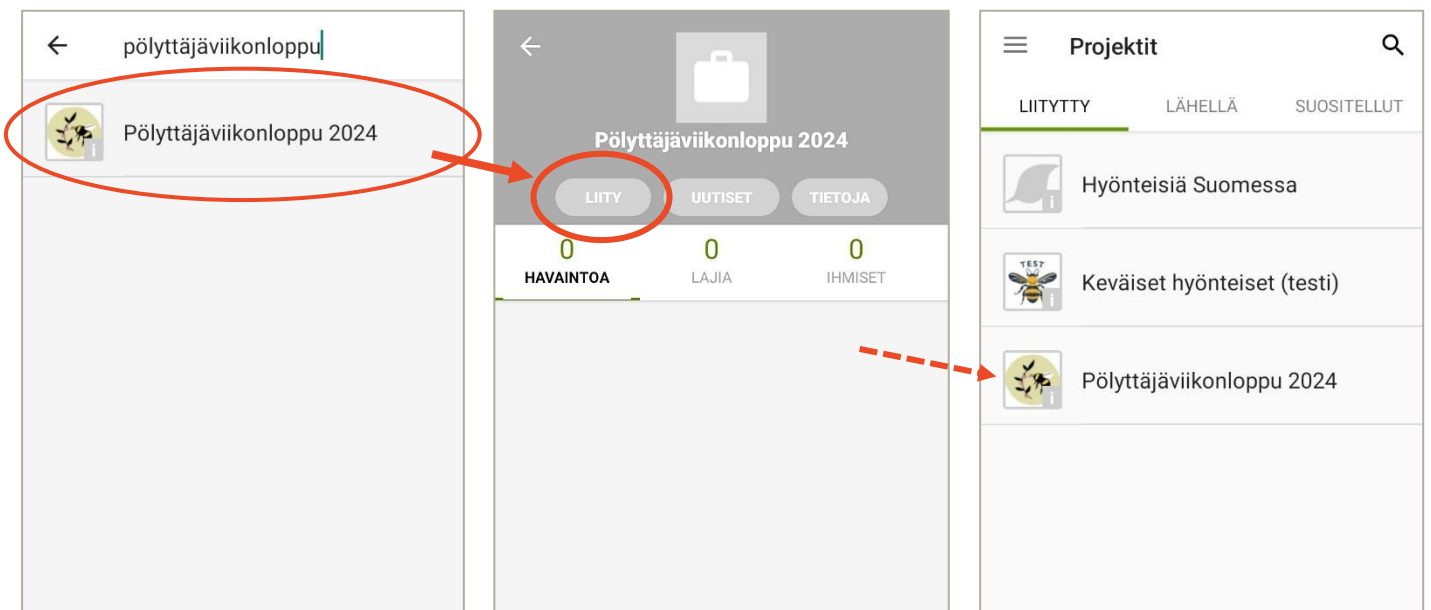 pölyttäjäviikonloppu
Pölyttäjäviikonloppu 2024
Pölyttäjäviikonloppu 2024
LIITY UUTISET TIETOJA
0 0 0
HAVAINTOA LAJIA IHMISET
Projektit
LIITYTTY LÄHELLÄ SUOSITELLUT
Hyönteisiä Suomessa
TEST
Keväiset hyönteiset (testi)
Pölyttäjäviikonloppu 2024